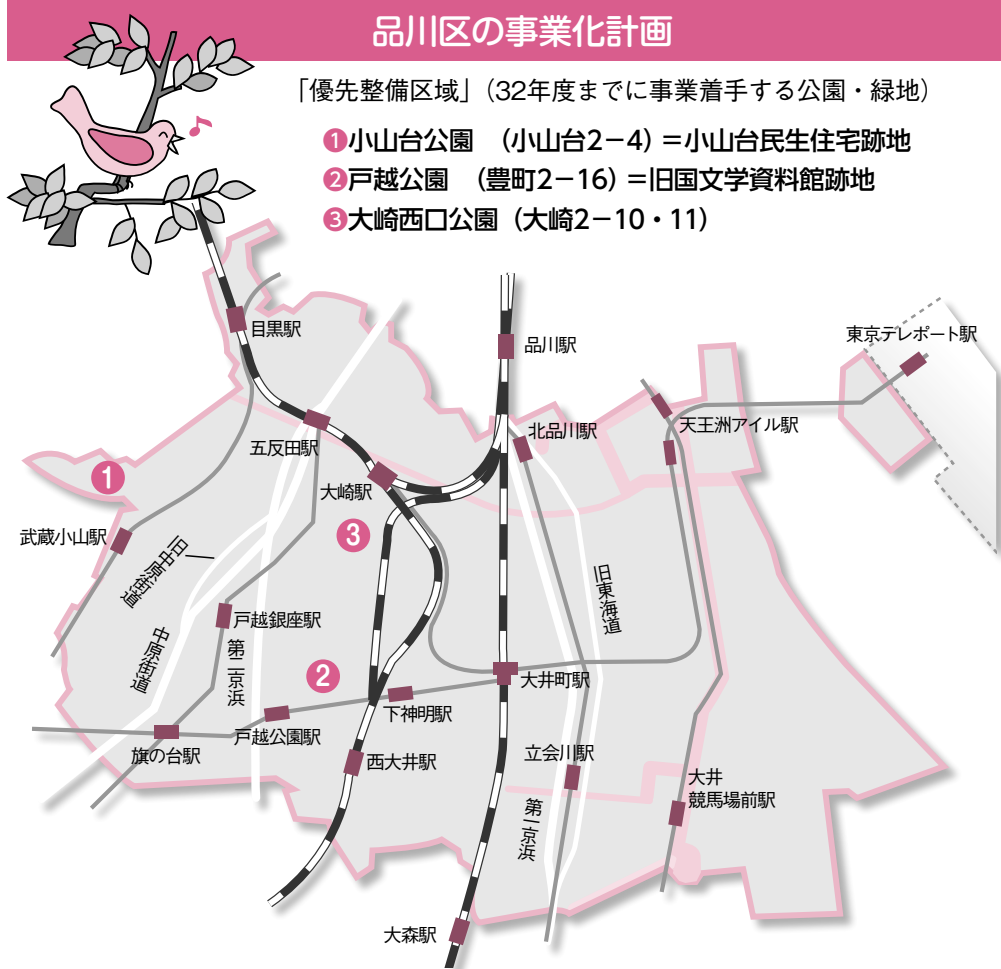 品川区の事業化計画
「優先整備区域」(32年度までに事業着手する公園・緑地)
❶小山台公園 (小山台2−4)=小山台民生住宅跡地
❷戸越公園 (豊町2−16)=旧国文学資料館跡地
❸大崎西口公園(大崎2−10・11)
目黒駅
品川駅
東京テレポート駅
五反田駅
北品川駅
天王洲アイル駅
1
大崎駅
武蔵小山駅
3
旧中原街道
旧東海道
戸越銀座駅
中原街道
第二京浜
2
大井町駅
下神明駅
戸越公園駅
旗の台駅
西大井駅
立会川駅
大井
競馬場前駅
第一京浜
大森駅